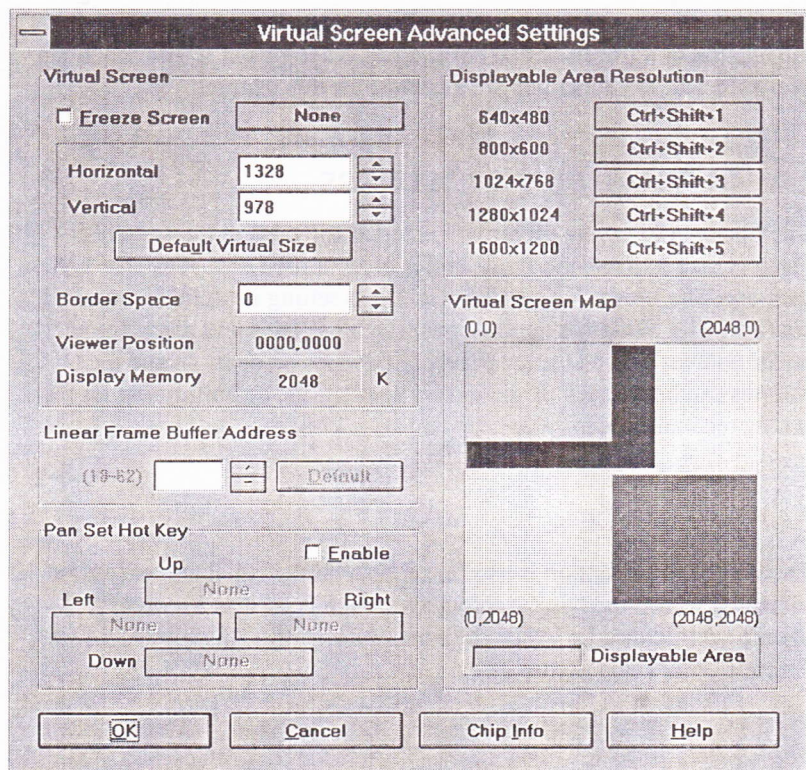 Virtual Screen Advanced Settings
Virtual Screen
Freeze Screen None
Horizontal 1328
Vertical 978
Default Virtual Size
Border Space 0
Viewer Position 0000,0000
Display Memory 2048 K
Linear Frame Buffer Address
(13-62) Default
Pan Set Hot Key
Enable
Up
None
Left Right
None None
Down None
Displayable Area Resolution
640x480 Ctrl+Shift+1
800x600 Ctrl+Shift+2
1024x768 Ctrl+Shift+3
1280x1024 Ctrl+Shift+4
1600x1200 Ctrl+Shift+5
Virtual Screen Map
(0,0) (2048,0)
(0,2048) (2048,2048)
Displayable Area
OK Cancel Chip Info Help